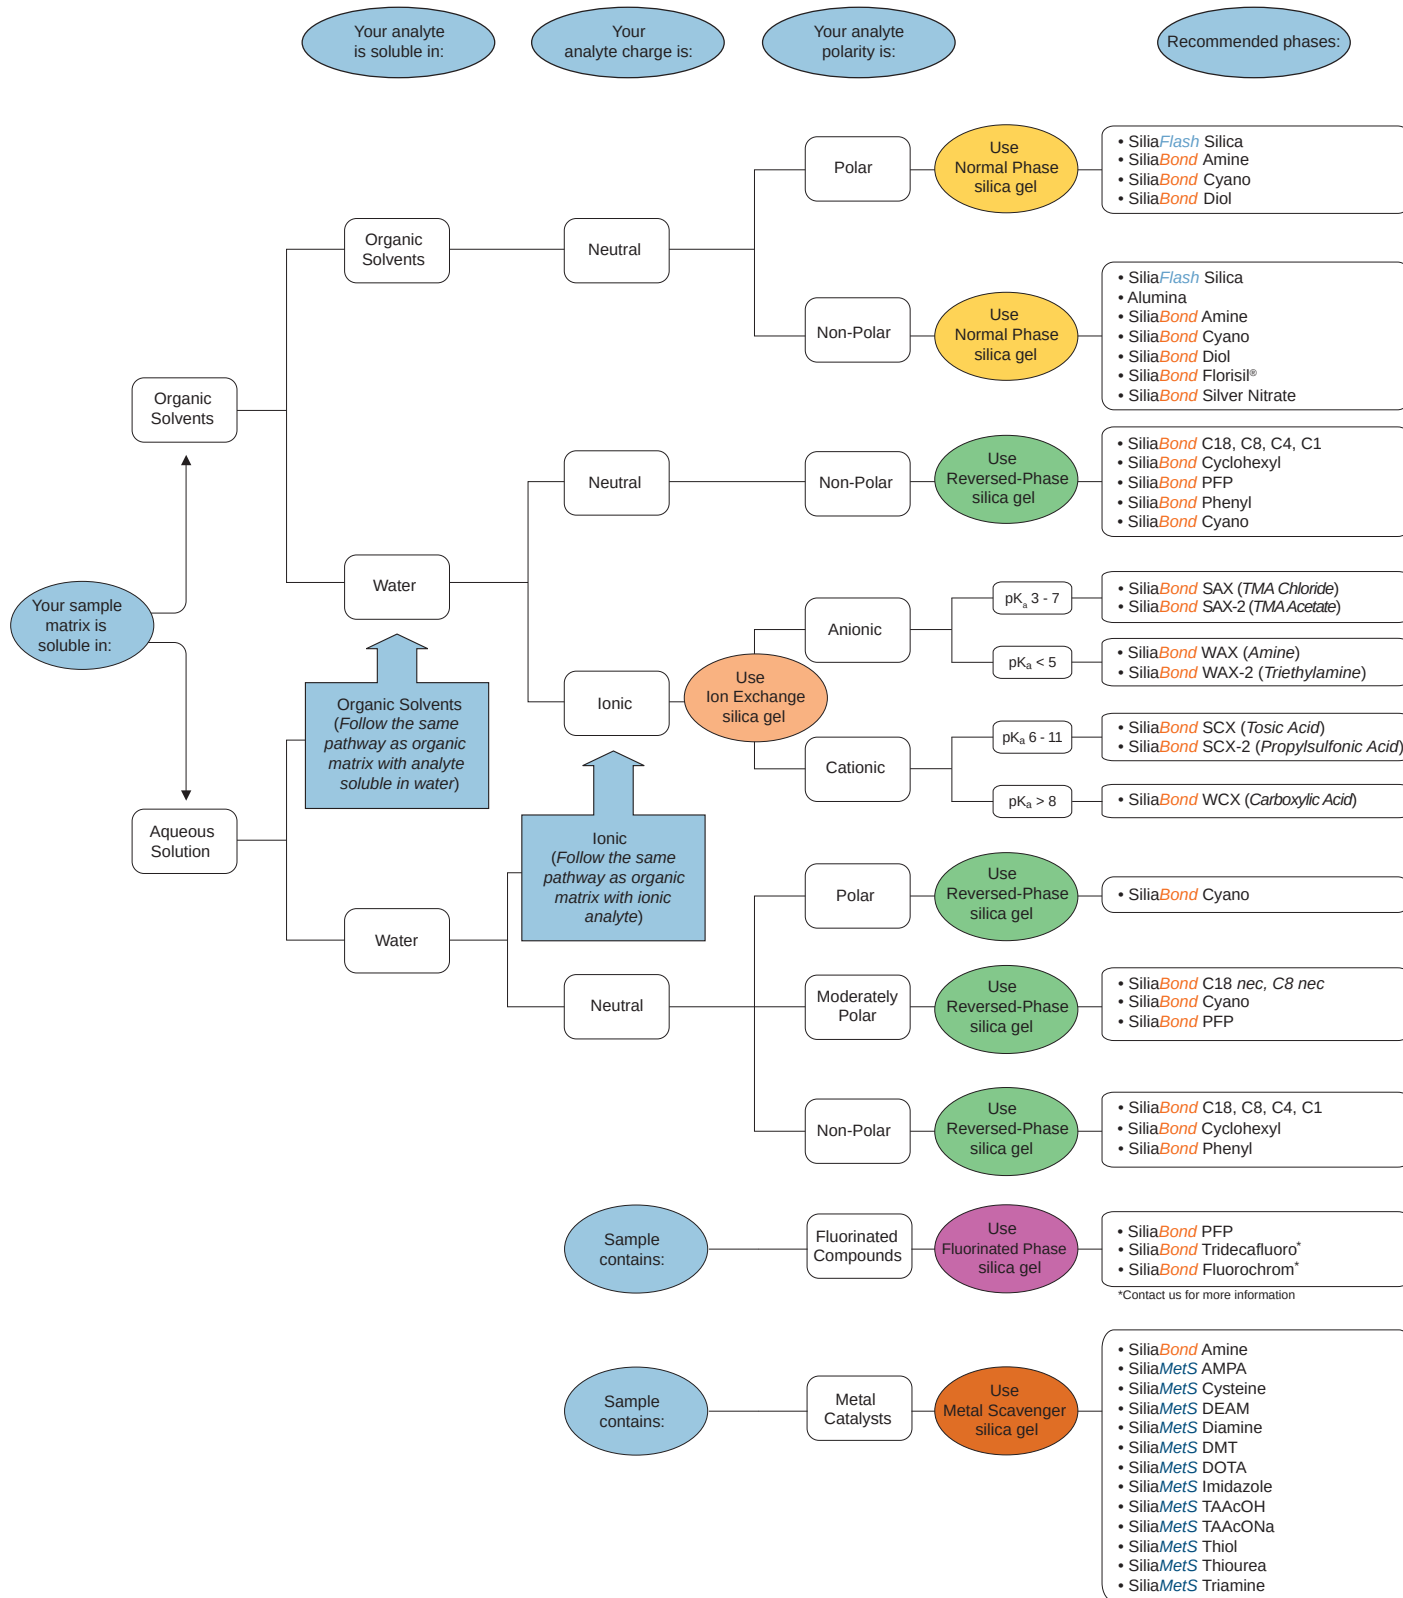 Your analyte
is soluble in:
Your
analyte charge is:
Your analyte
polarity is:
Recommended phases:
Polar
Use
Normal Phase
silica gel
• SiliaFlash Silica
• SiliaBond Amine
• SiliaBond Cyano
• SiliaBond Diol
Organic
Solvents
Neutral
Non-Polar
Use
Normal Phase
silica gel
• SiliaFlash Silica
• Alumina
• SiliaBond Amine
• SiliaBond Cyano
• SiliaBond Diol
• SiliaBond Florisil®
• SiliaBond Silver Nitrate
Organic
Solvents
Neutral
Non-Polar
Use
Reversed-Phase
silica gel
• SiliaBond C18, C8, C4, C1
• SiliaBond Cyclohexyl
• SiliaBond PFP
• SiliaBond Phenyl
• SiliaBond Cyano
Water
Your sample
matrix is
soluble in:
Anionic
pKa 3 - 7
• SiliaBond SAX (TMA Chloride)
• SiliaBond SAX-2 (TMA Acetate)
pKa < 5
• SiliaBond WAX (Amine)
• SiliaBond WAX-2 (Triethylamine)
Ionic
Use
Ion Exchange
silica gel
Organic Solvents
(Follow the same
pathway as organic
matrix with analyte
soluble in water)
Cationic
pKa 6 - 11
• SiliaBond SCX (Tosic Acid)
• SiliaBond SCX-2 (Propylsulfonic Acid)
pKa > 8
• SiliaBond WCX (Carboxylic Acid)
Aqueous
Solution
Ionic
(Follow the same
pathway as organic
matrix with ionic
analyte)
Polar
Use
Reversed-Phase
silica gel
• SiliaBond Cyano
Water
Neutral
Moderately
Polar
Use
Reversed-Phase
silica gel
• SiliaBond C18 nec, C8 nec
• SiliaBond Cyano
• SiliaBond PFP
Non-Polar
Use
Reversed-Phase
silica gel
• SiliaBond C18, C8, C4, C1
• SiliaBond Cyclohexyl
• SiliaBond Phenyl
Sample
contains:
Fluorinated
Compounds
Use
Fluorinated Phase
silica gel
• SiliaBond PFP
• SiliaBond Tridecafluoro*
• SiliaBond Fluorochrom*
*Contact us for more information
Sample
contains:
Metal
Catalysts
Use
Metal Scavenger
silica gel
• SiliaBond Amine
• SiliaMetS AMPA
• SiliaMetS Cysteine
• SiliaMetS DEAM
• SiliaMetS Diamine
• SiliaMetS DMT
• SiliaMetS DOTA
• SiliaMetS Imidazole
• SiliaMetS TAAcOH
• SiliaMetS TAAcONa
• SiliaMetS Thiol
• SiliaMetS Thiourea
• SiliaMetS Triamine